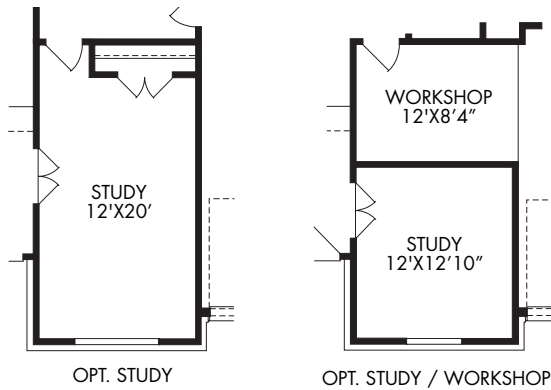 STUDY
12'X20'
OPT. STUDY
WORKSHOP
12'X8'4”
STUDY
12'X12'10”
OPT. STUDY / WORKSHOP